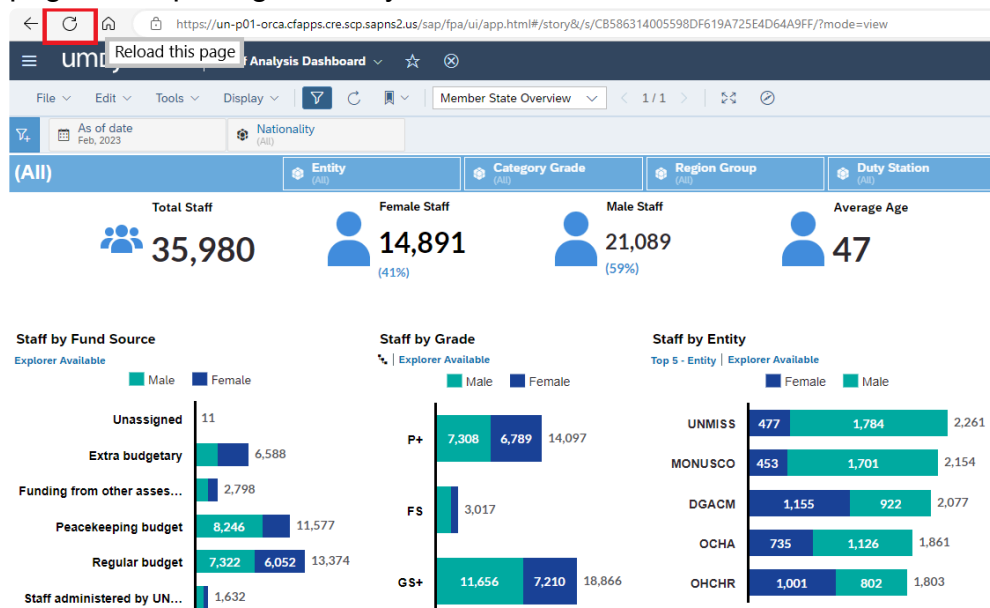 https://un-p01-orca.cfapps.cre.scp.sapns2.us/sap/fpa/ui/app.html#/story&/s/CB586314005598DF619A725E4D64A9FF/?mode=view
Reload this page
Analysis Dashboard
File Edit Tools Display Member State Overview 1/1
As of date
Feb, 2023
Nationality
(All)
(All)
Entity
(All)
Category Grade
(All)
Region Group
(All)
Duty Station
(All)
Total Staff
35,980
Female Staff
14,891
(41%)
Male Staff
21,089
(59%)
Average Age
47
Staff by Fund Source
Explorer Available
Male Female
Unassigned 11
Extra budgetary 6,588
Funding from other asses... 2,798
Peacekeeping budget 8,246 11,577
Regular budget 7,322 6,052 13,374
Staff administered by UN... 1,632
Staff by Grade
Explorer Available
Male Female
P+ 7,308 6,789 14,097
FS 3,017
GS+ 11,656 7,210 18,866
Staff by Entity
Top 5 - Entity | Explorer Available
Female Male
UNMISS 477 1,784 2,261
MONUSCO 453 1,701 2,154
DGACM 1,155 922 2,077
OCHA 735 1,126 1,861
OHCHR 1,001 802 1,803